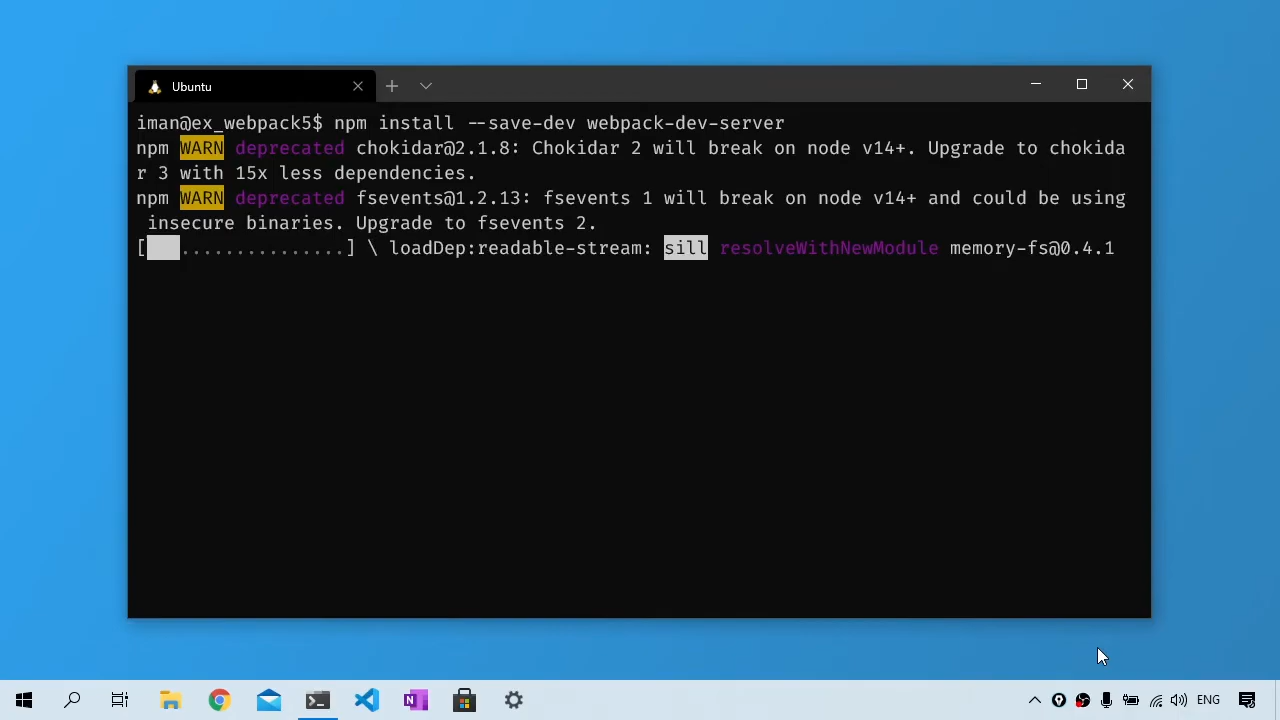 Ubuntu
iman@ex_webpack5$ npm install --save-dev webpack-dev-server
npm WARN deprecated chokidar@2.1.8: Chokidar 2 will break on node v14+. Upgrade to chokida
r 3 with 15x less dependencies.
npm WARN deprecated fsevents@1.2.13: fsevents 1 will break on node v14+ and could be using
 insecure binaries. Upgrade to fsevents 2.
[   ...............] \ loadDep:readable-stream: sill resolveWithNewModule memory-fs@0.4.1
ENG